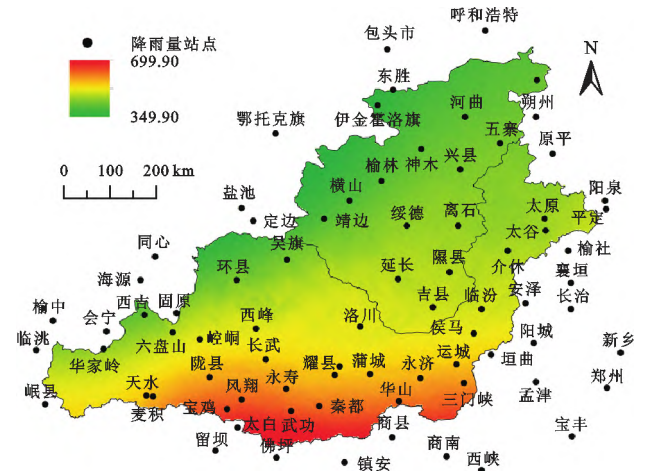 呼和浩特
包头市
降雨量站点
699.90
349.90
N
东胜
鄂托克旗
伊金霍洛旗
河曲
朔州
五寨
原平
0 100 200 km
榆林
神木
兴县
阳泉
盐池
横山
太原
平定
定边
靖边
绥德
离石
太谷
同心
吴旗
榆社
海源
环县
延长
隰县
介休
襄垣
榆中
西吉
固原
吉县
临汾
安泽
长治
会宁
西峰
洛川
侯马
临洮
六盘山
崆峒
长武
阳城
新乡
华家岭
陇县
耀县
蒲城
永济
运城
垣曲
岷县
天水
凤翔
永寿
华山
三门峡
孟津
郑州
麦积
宝鸡
太白
武功
秦都
商县
宝丰
留坝
佛坪
镇安
商南
西峡